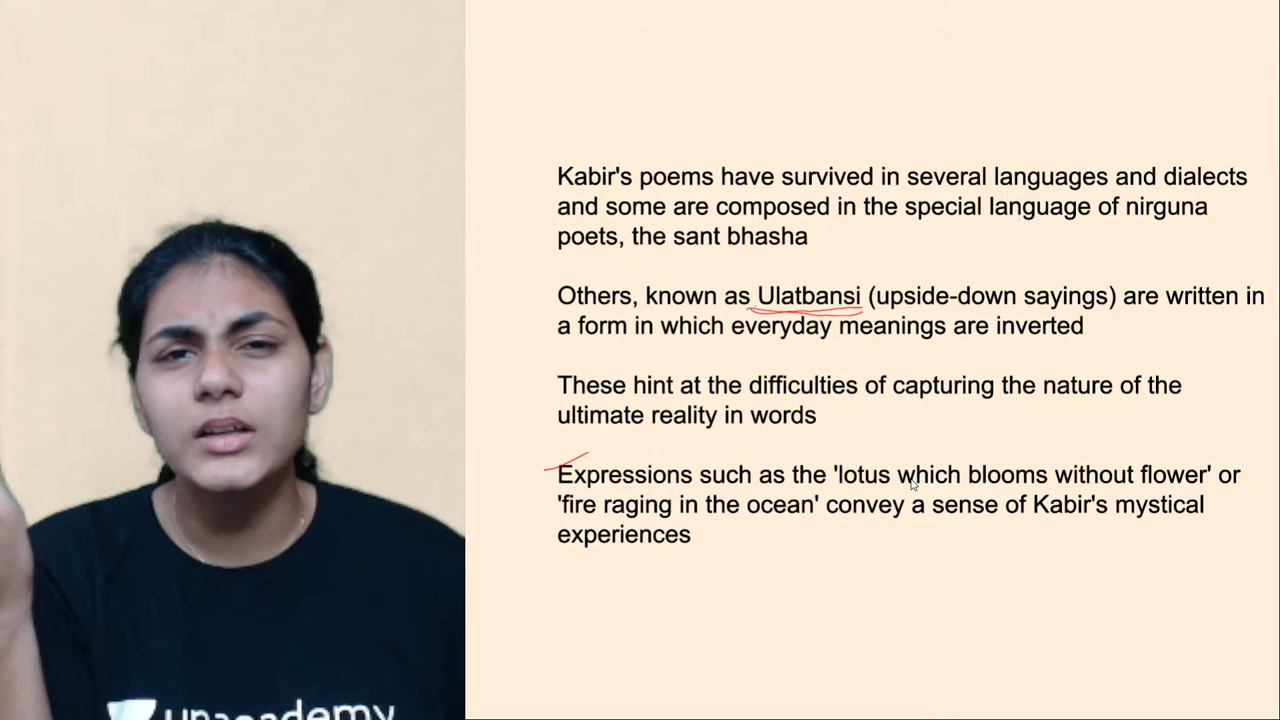 Kabir's poems have survived in several languages and dialects
and some are composed in the special language of nirguna
poets, the sant bhasha
Others, known as Ulatbansi (upside-down sayings) are written in
a form in which everyday meanings are inverted
These hint at the difficulties of capturing the nature of the
ultimate reality in words
Expressions such as the 'lotus which blooms without flower' or
'fire raging in the ocean' convey a sense of Kabir's mystical
experiences
unacademy